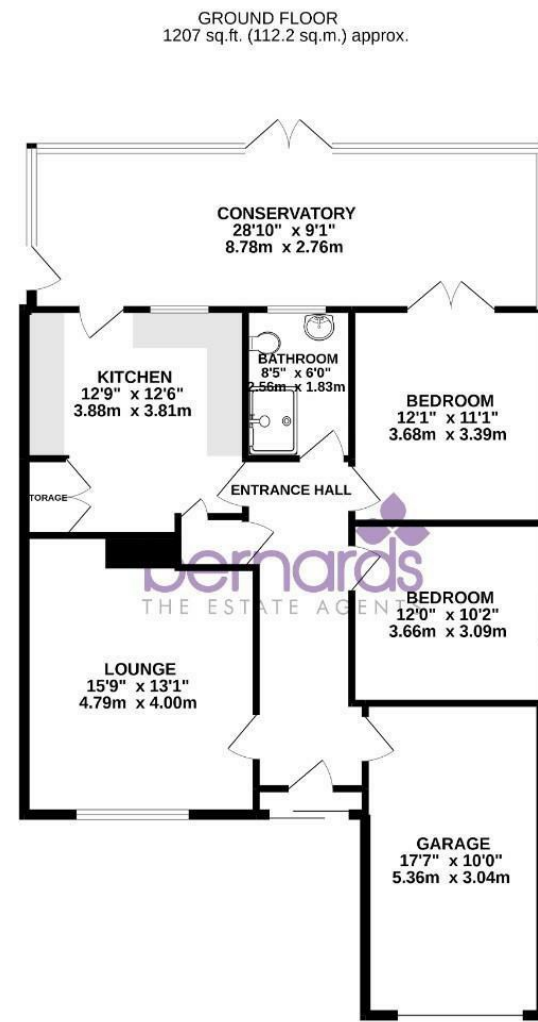 GROUND FLOOR
1207 sq.ft. (112.2 sq.m.) approx.
CONSERVATORY
28'10" x 9'1"
8.78m x 2.76m
KITCHEN
12'9" x 12'6"
3.88m x 3.81m
BATHROOM
8'5" x 6'0"
2.56m x 1.83m
BEDROOM
12'1" x 11'1"
3.68m x 3.39m
TORAGE
ENTRANCE HALL
bernards
THE ESTATE AGENTS
BEDROOM
12'0" x 10'2"
3.66m x 3.09m
LOUNGE
15'9" x 13'1"
4.79m x 4.00m
GARAGE
17'7" x 10'0"
5.36m x 3.04m